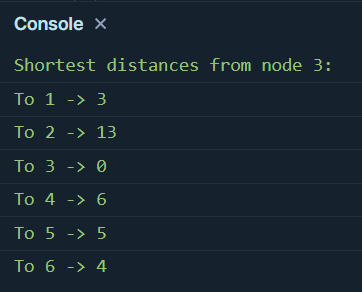 Console ×
Shortest distances from node 3:
To 1 -> 3
To 2 -> 13
To 3 -> 0
To 4 -> 6
To 5 -> 5
To 6 -> 4